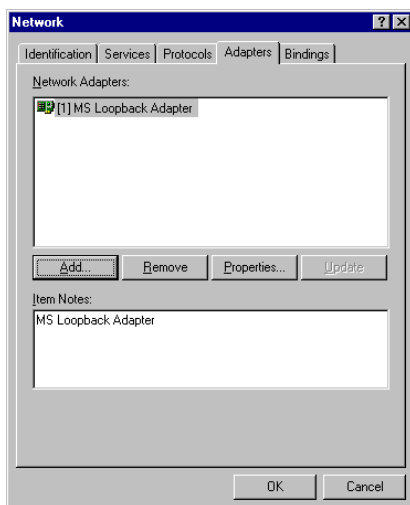 Network
Identification Services Protocols Adapters Bindings
Network Adapters:
[1] MS Loopback Adapter
Add... Remove Properties... Update
Item Notes:
MS Loopback Adapter
OK Cancel